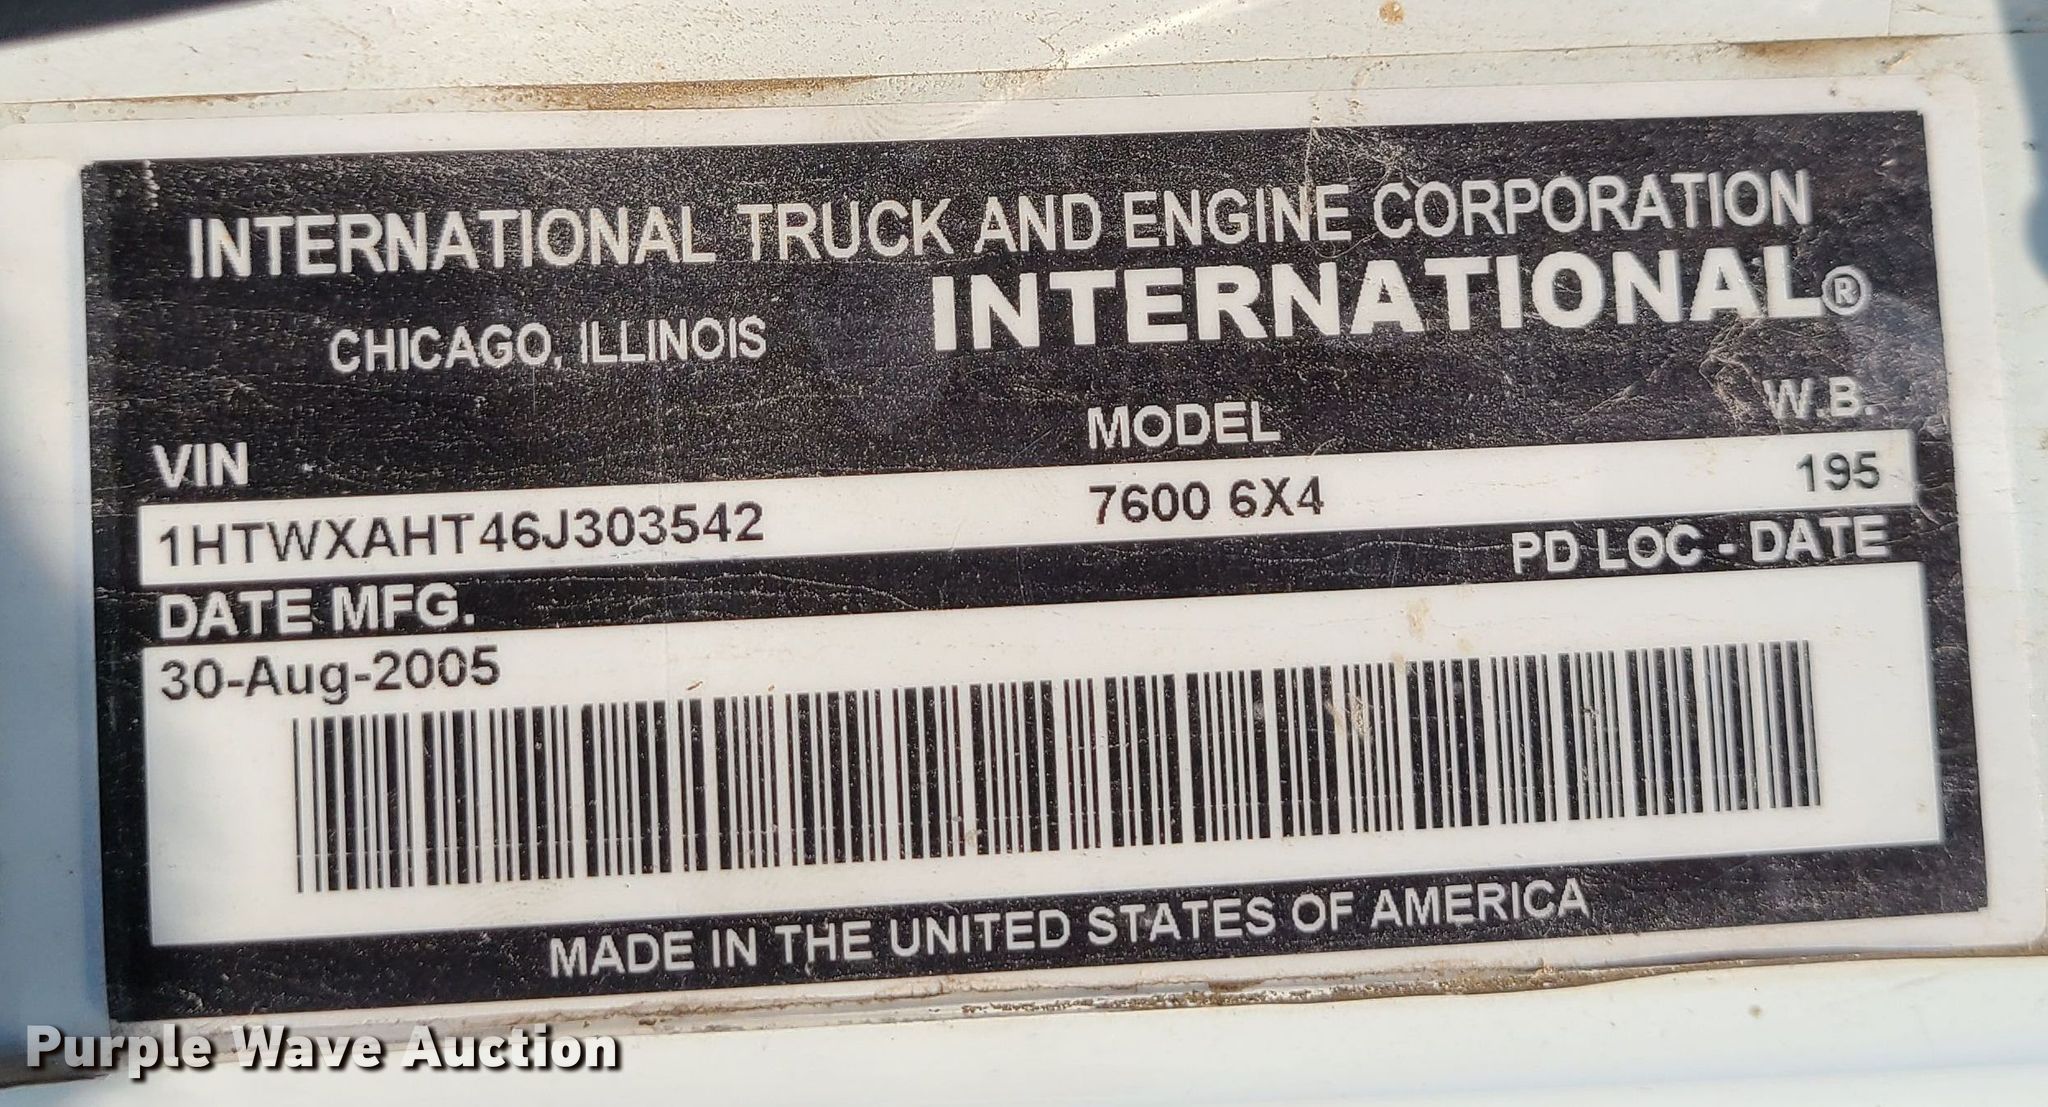 INTERNATIONAL TRUCK AND ENGINE CORPORATION
CHICAGO, ILLINOIS INTERNATIONAL®
VIN MODEL W.B.
1HTWXAHT46J303542 7600 6X4 195
DATE MFG. PD LOC - DATE
30-Aug-2005
MADE IN THE UNITED STATES OF AMERICA
Purple Wave Auction